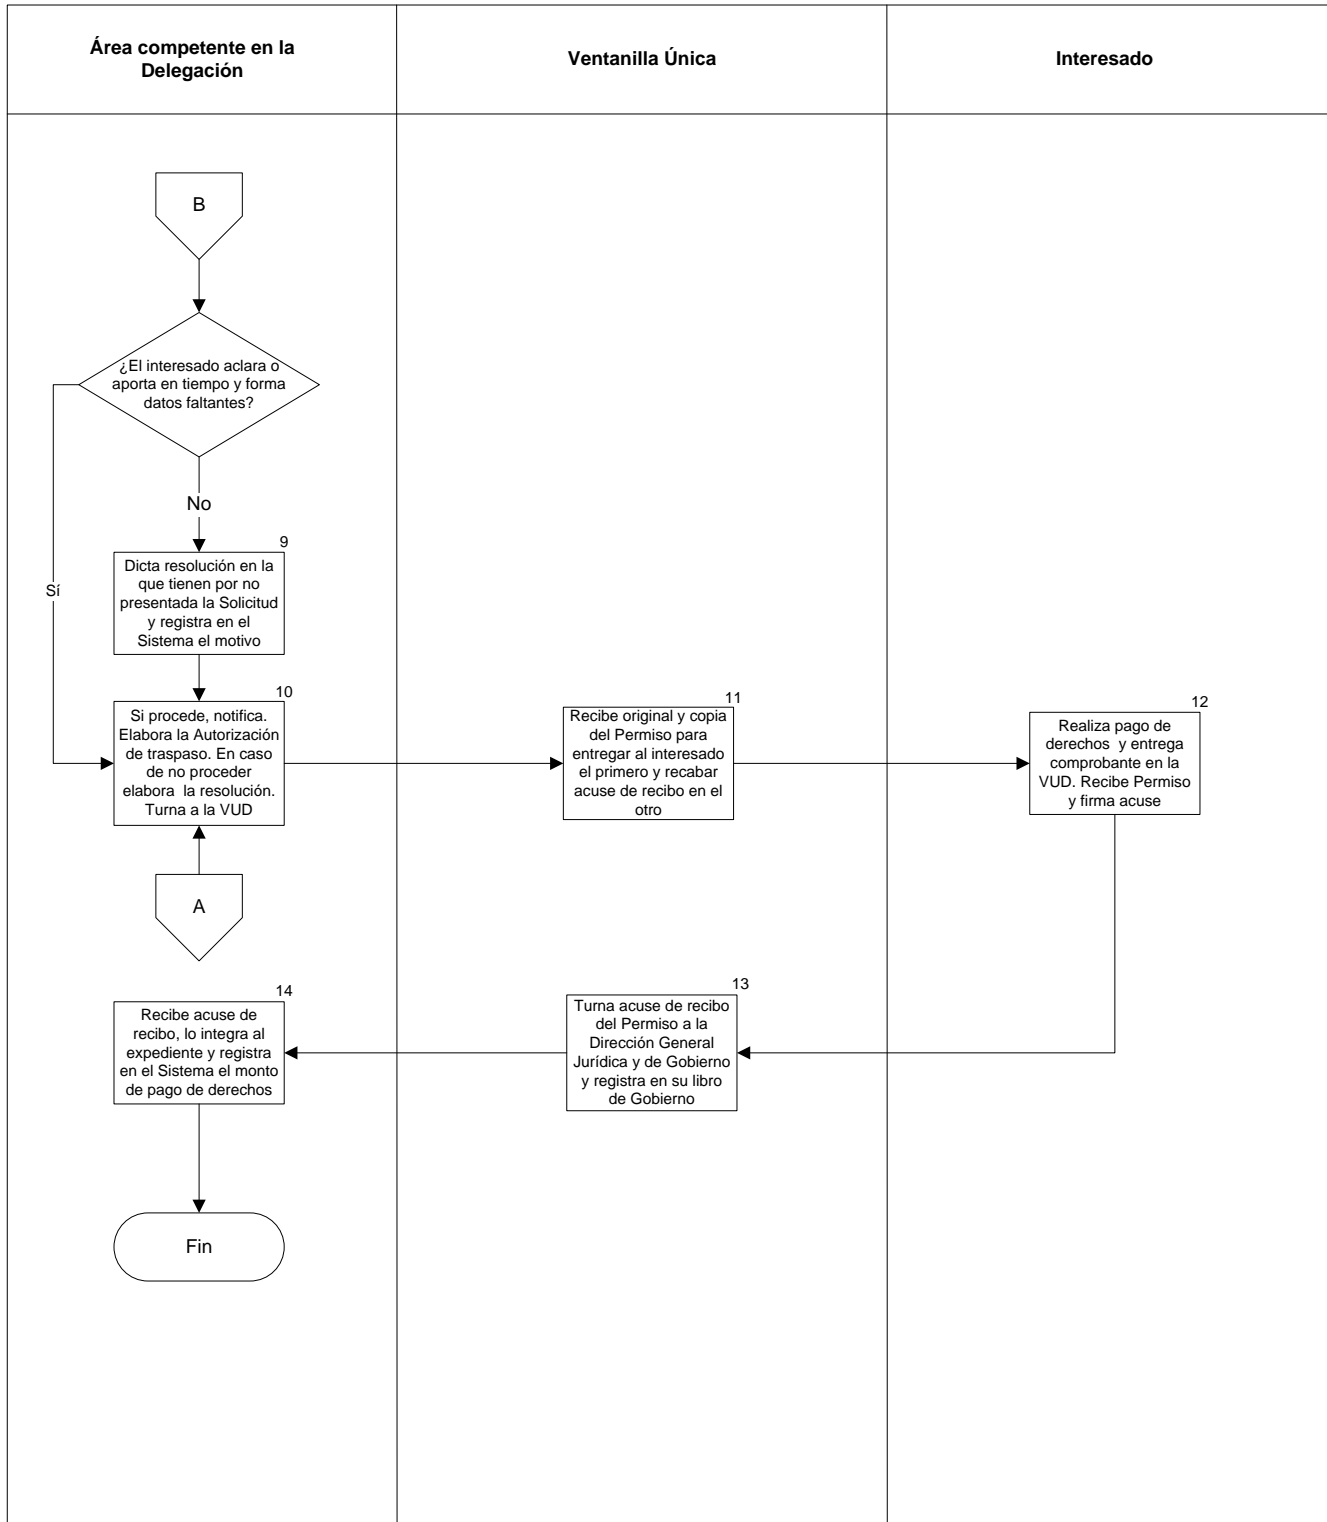 Área competente en la
Delegación
Ventanilla Única
Interesado
B
¿El interesado aclara o
aporta en tiempo y forma
datos faltantes?
No
Sí
9
Dicta resolución en la
que tienen por no
presentada la Solicitud
y registra en el
Sistema el motivo
10
Si procede, notifica.
Elabora la Autorización
de traspaso. En caso
de no proceder
elabora la resolución.
Turna a la VUD
11
Recibe original y copia
del Permiso para
entregar al interesado
el primero y recabar
acuse de recibo en el
otro
12
Realiza pago de
derechos y entrega
comprobante en la
VUD. Recibe Permiso
y firma acuse
A
13
Turna acuse de recibo
del Permiso a la
Dirección General
Jurídica y de Gobierno
y registra en su libro
de Gobierno
14
Recibe acuse de
recibo, lo integra al
expediente y registra
en el Sistema el monto
de pago de derechos
Fin